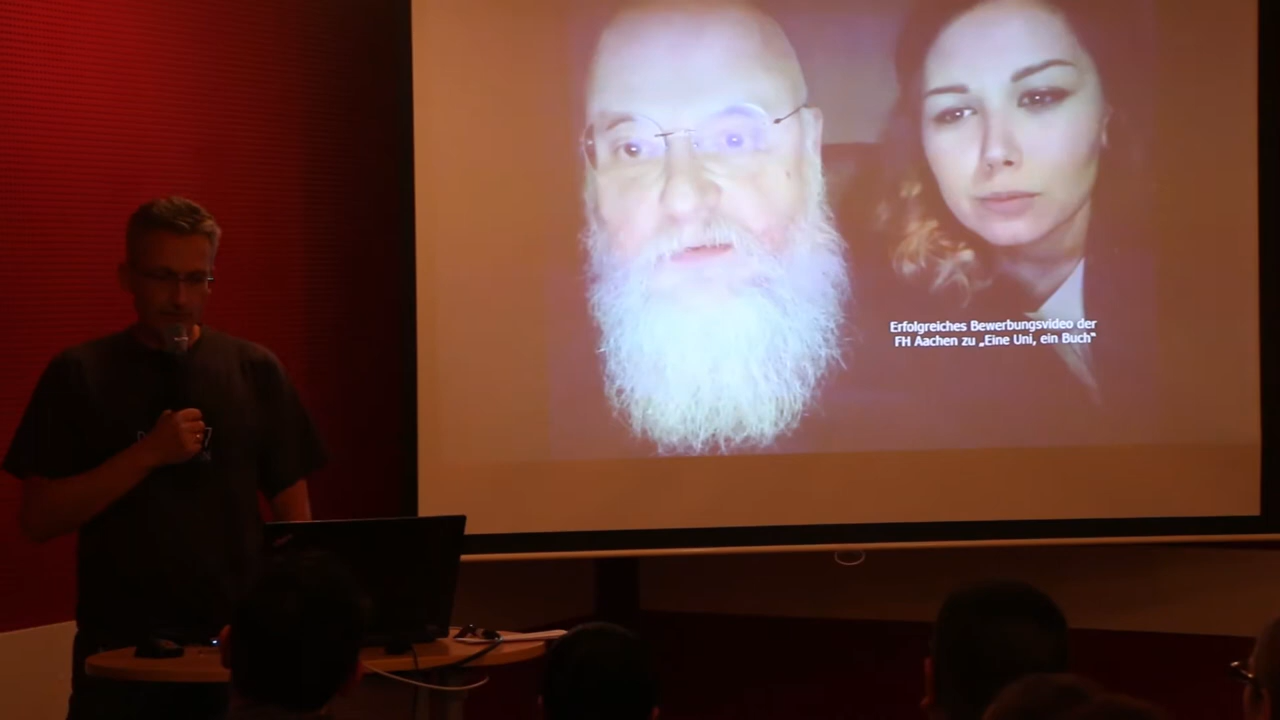 Erfolgreiches Bewerbungsvideo der
FH Aachen zu „Eine Uni, ein Buch“